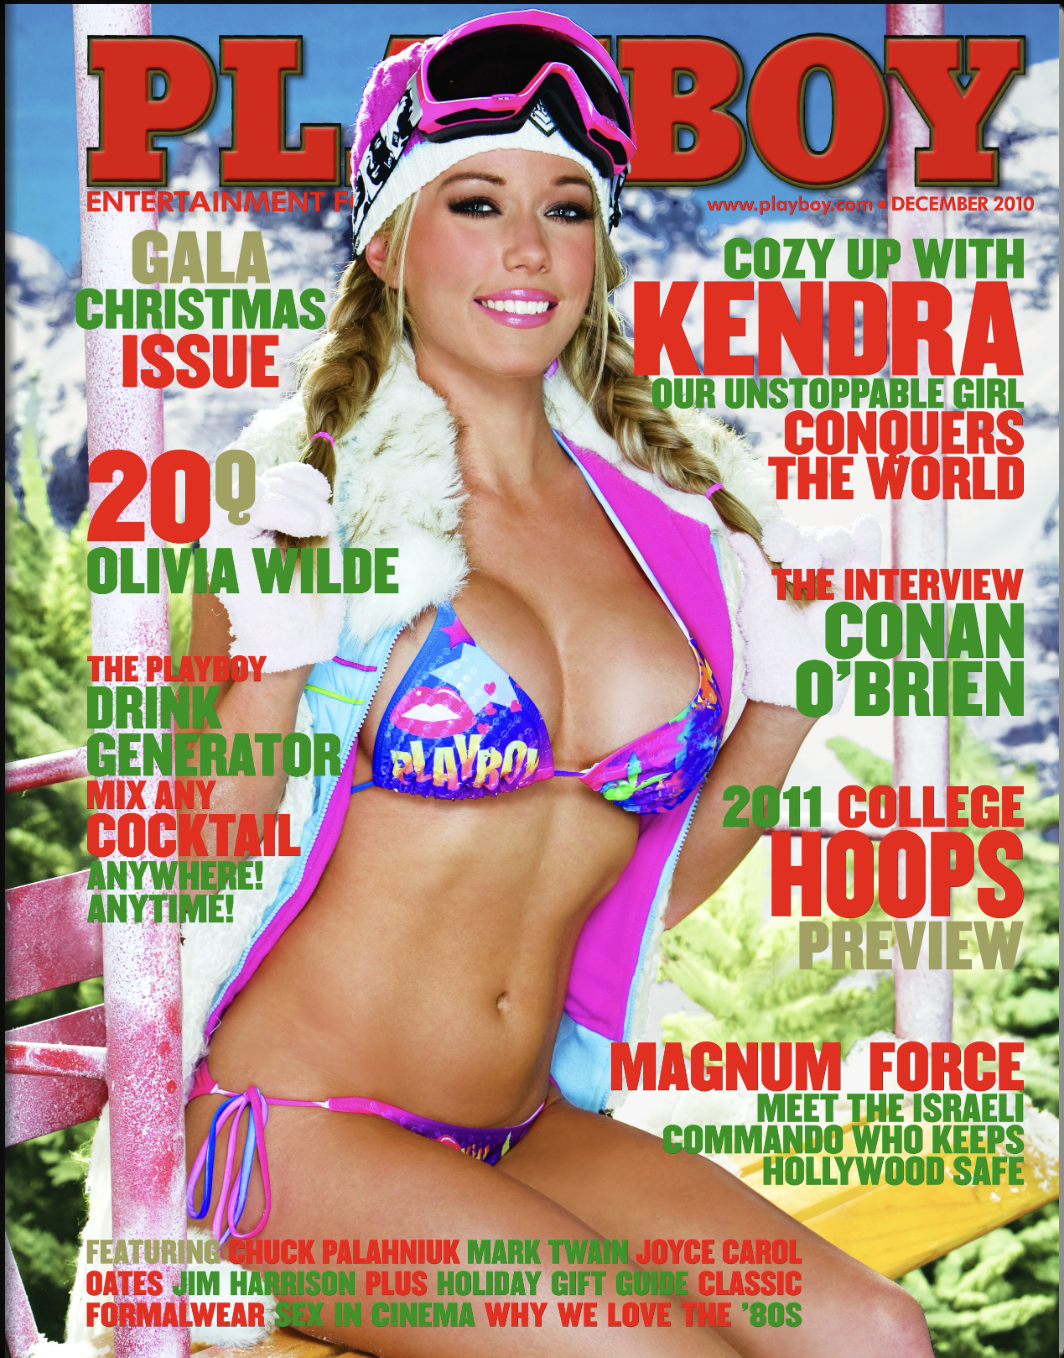 PLAYBOY
ENTERTAINMENT F
www.playboy.com • DECEMBER 2010
GALA
CHRISTMAS
ISSUE
COZY UP WITH
KENDRA
OUR UNSTOPPABLE GIRL
CONQUERS
THE WORLD
20Q
OLIVIA WILDE
THE INTERVIEW
CONAN
O'BRIEN
THE PLAYBOY
DRINK
GENERATOR
MIX ANY
COCKTAIL
ANYWHERE!
ANYTIME!
PLAYBOY
2011 COLLEGE
HOOPS
PREVIEW
MAGNUM FORCE
MEET THE ISRAELI
COMMANDO WHO KEEPS
HOLLYWOOD SAFE
FEATURING CHUCK PALAHNIUK MARK TWAIN JOYCE CAROL
OATES JIM HARRISON PLUS HOLIDAY GIFT GUIDE CLASSIC
FORMALWEAR SEX IN CINEMA WHY WE LOVE THE '80S